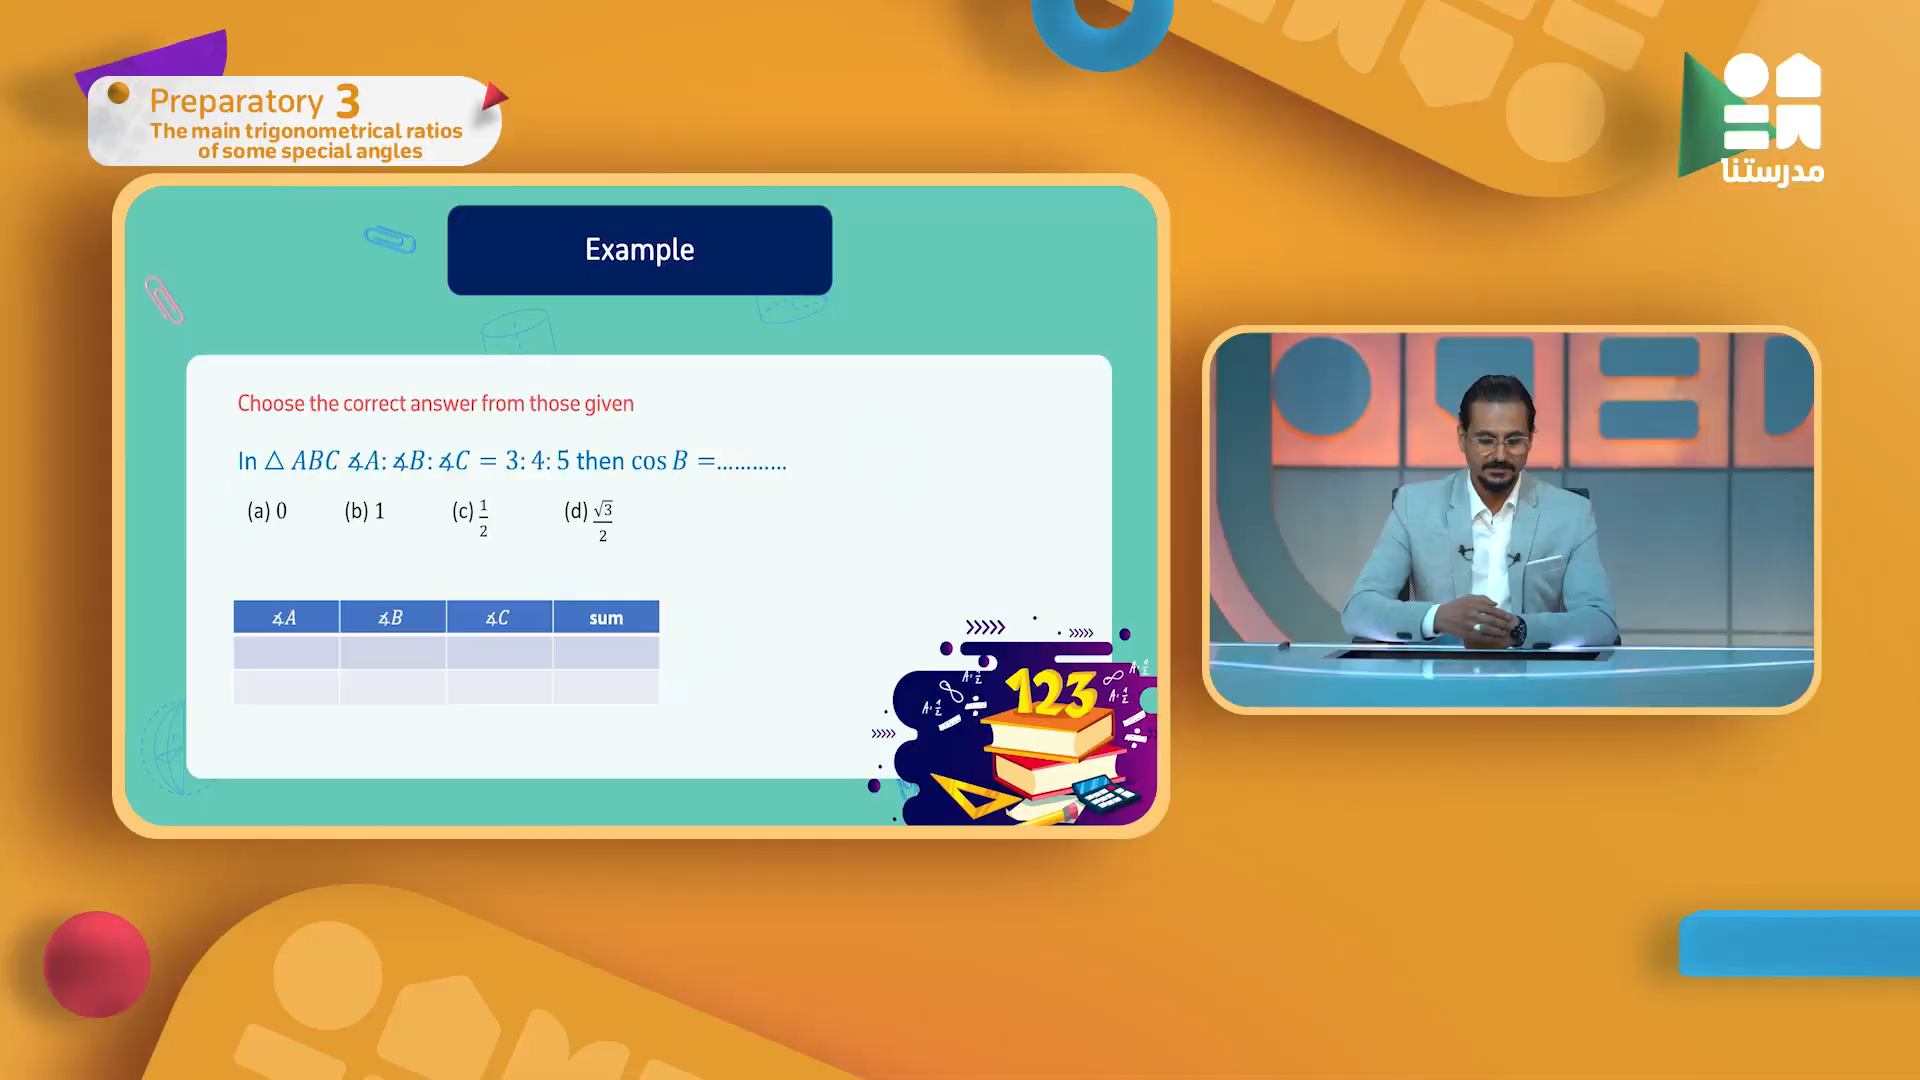 Preparatory 3
The main trigonometrical ratios
of some special angles
مدرستنا
Example
Choose the correct answer from those given
In △ ABC ∡A: ∡B: ∡C = 3: 4: 5 then cos B =............
(a) 0 (b) 1 (c) 1/2 (d) √3/2
∡A ∡B ∡C sum
123